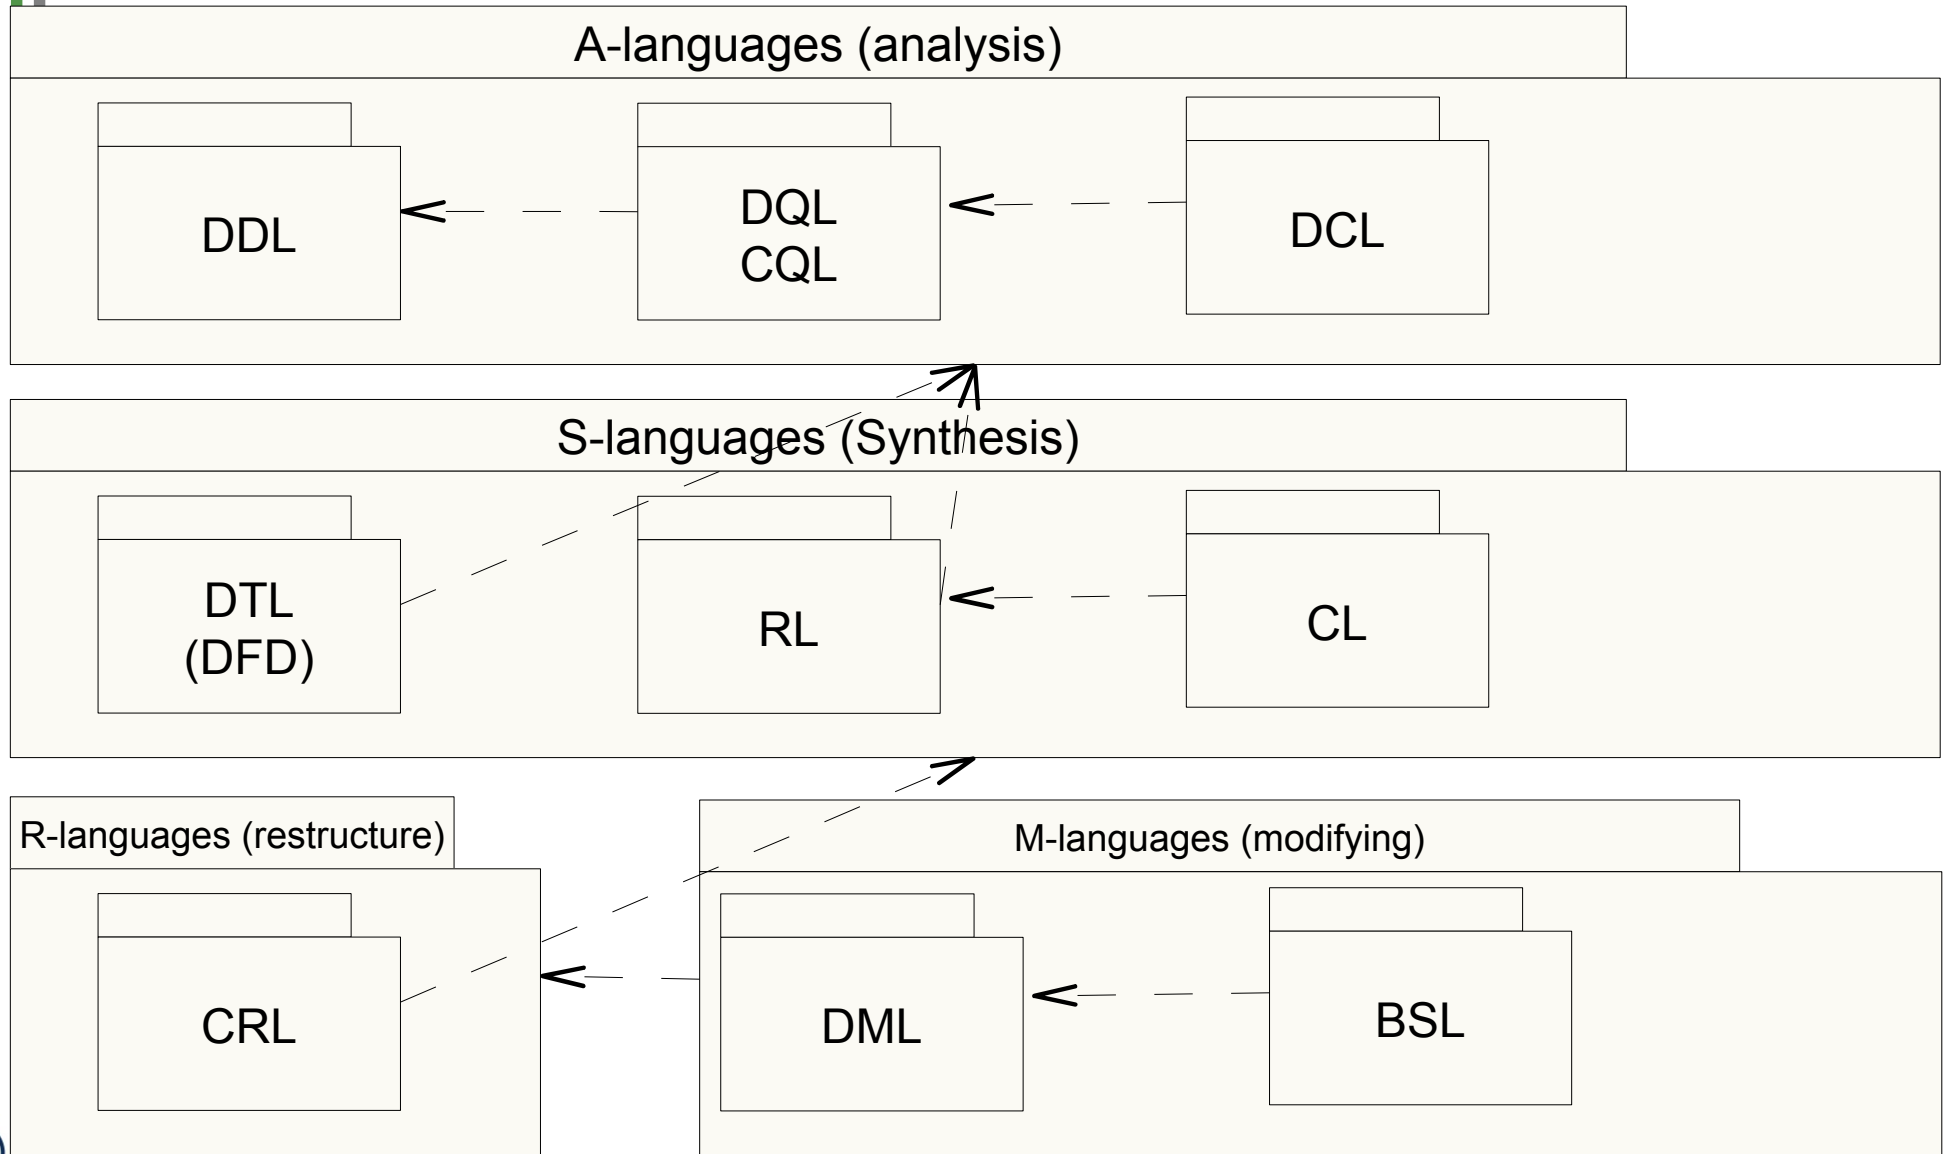 A-languages (analysis)
DDL
DQL
CQL
DCL
S-languages (Synthesis)
DTL
(DFD)
RL
CL
R-languages (restructure)
M-languages (modifying)
CRL
DML
BSL